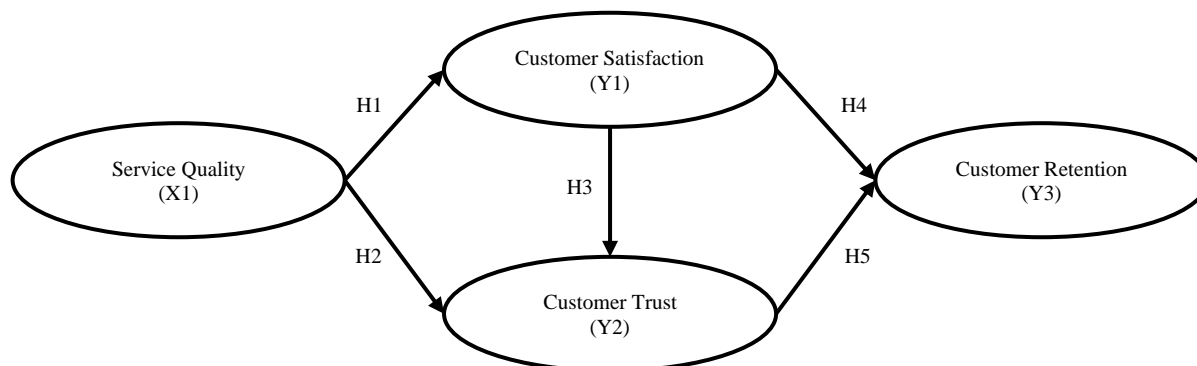 Customer Satisfaction
(Y1)
H1
H4
Service Quality
(X1)
H3
Customer Retention
(Y3)
H2
H5
Customer Trust
(Y2)